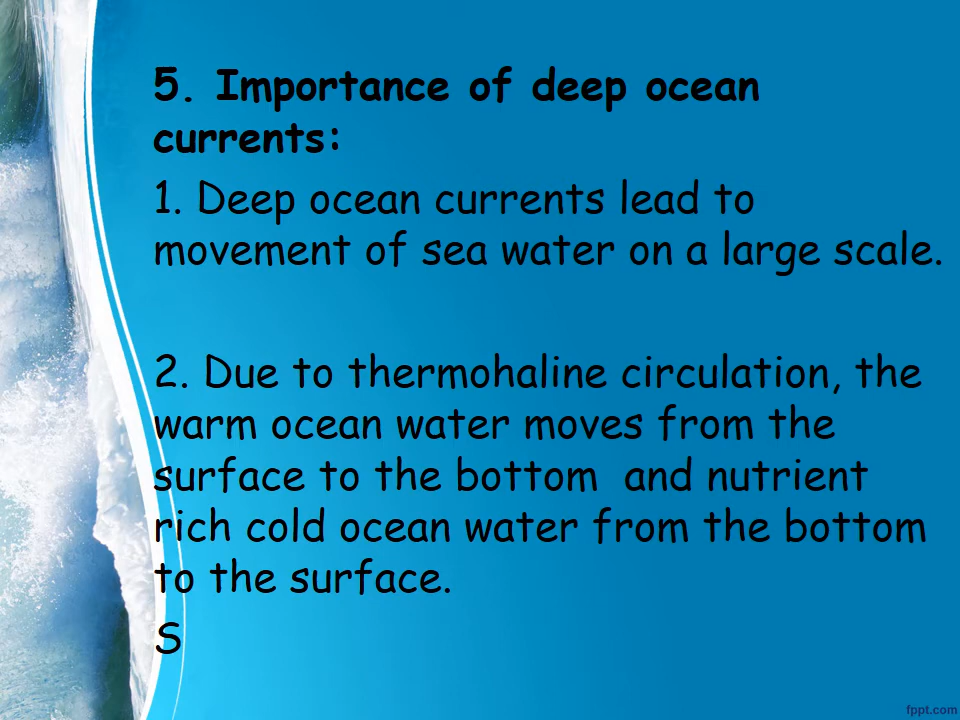 5. Importance of deep ocean
currents:
1. Deep ocean currents lead to
movement of sea water on a large scale.
2. Due to thermohaline circulation, the
warm ocean water moves from the
surface to the bottom  and nutrient
rich cold ocean water from the bottom
to the surface.
S
fppt.com